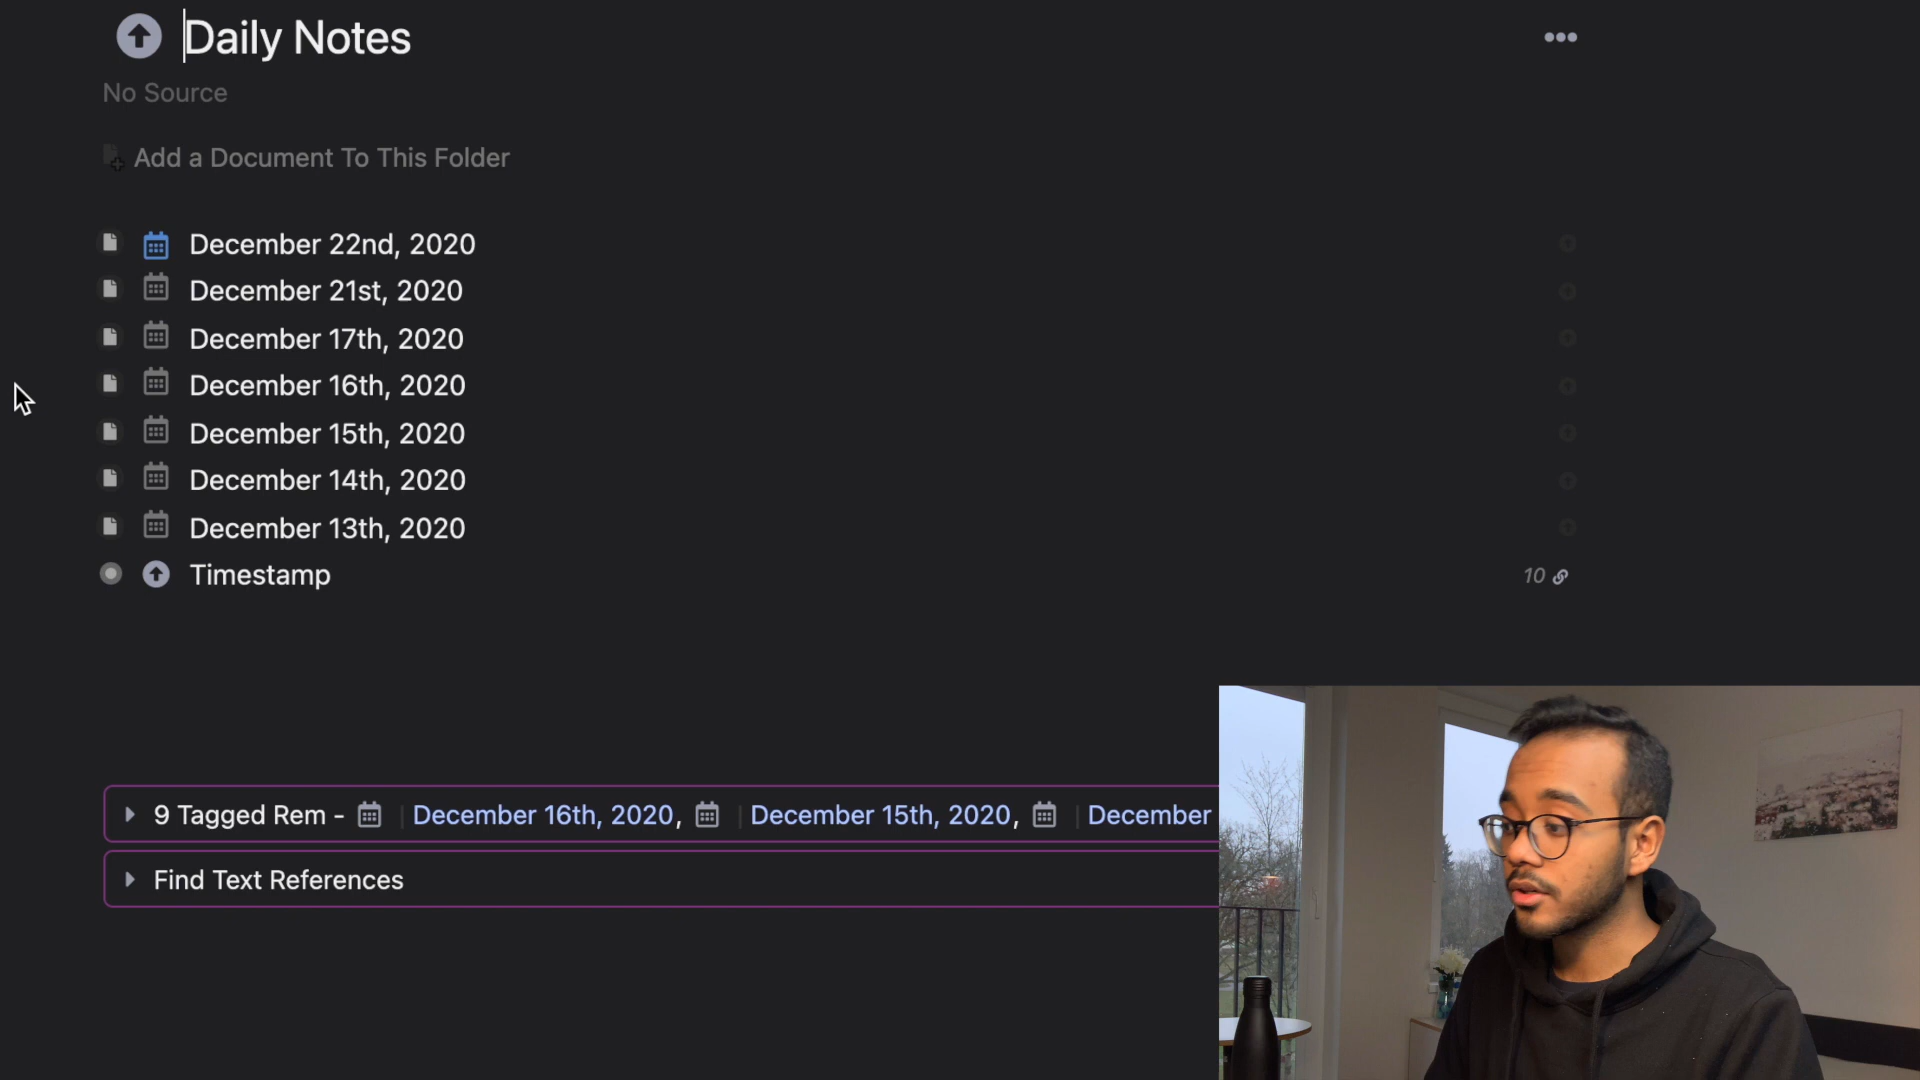 Daily Notes
No Source
Add a Document To This Folder
December 22nd, 2020
December 21st, 2020
December 17th, 2020
December 16th, 2020
December 15th, 2020
December 14th, 2020
December 13th, 2020
Timestamp 10
9 Tagged Rem - December 16th, 2020, December 15th, 2020, December
Find Text References